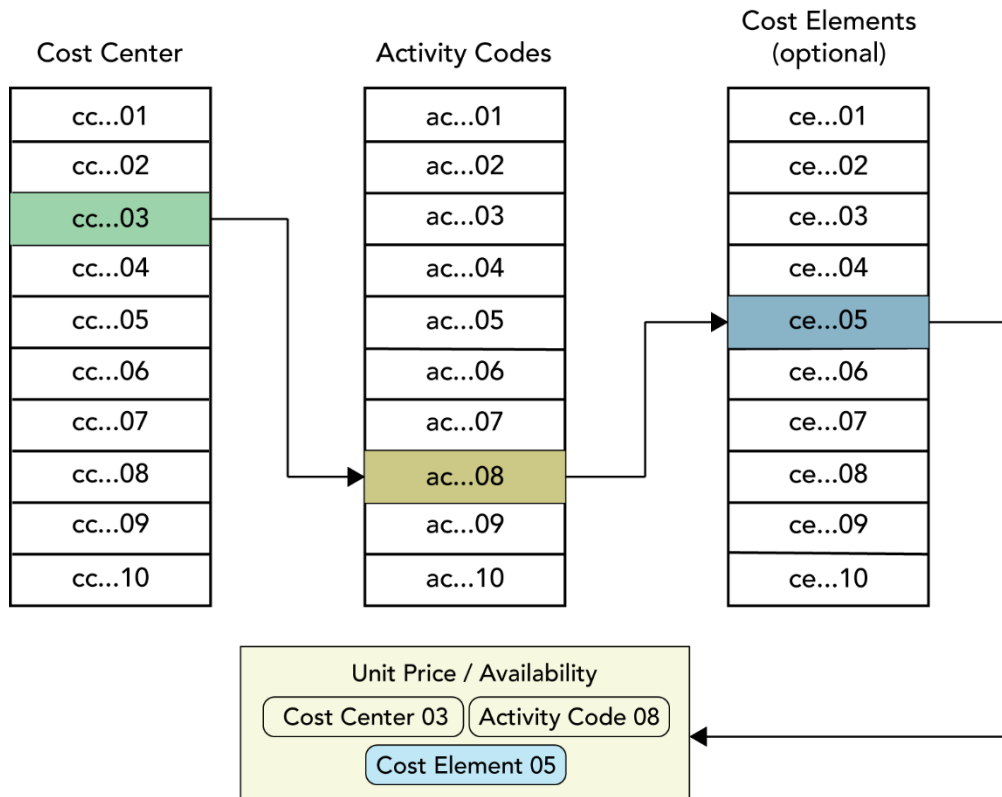 Cost Center
cc...01
cc...02
cc...03
cc...04
cc...05
cc...06
cc...07
cc...08
cc...09
cc...10
Activity Codes
ac...01
ac...02
ac...03
ac...04
ac...05
ac...06
ac...07
ac...08
ac...09
ac...10
Cost Elements
(optional)
ce...01
ce...02
ce...03
ce...04
ce...05
ce...06
ce...07
ce...08
ce...09
ce...10
Unit Price / Availability
Cost Center 03 Activity Code 08
Cost Element 05